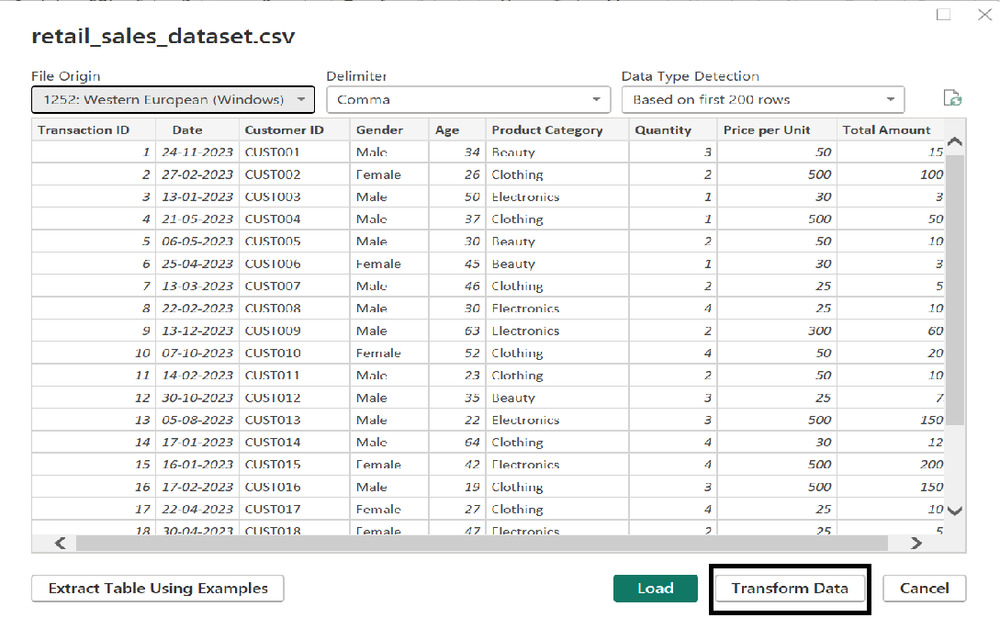 retail_sales_dataset.csv
File Origin Delimiter Data Type Detection
1252: Western European (Windows) Comma Based on first 200 rows
Transaction ID Date Customer ID Gender Age Product Category Quantity Price per Unit Total Amount
1 24-11-2023 CUST001 Male 34 Beauty 3 50 15
2 27-02-2023 CUST002 Female 26 Clothing 2 500 100
3 13-01-2023 CUST003 Male 50 Electronics 1 30 3
4 21-05-2023 CUST004 Male 37 Clothing 1 500 50
5 06-05-2023 CUST005 Male 30 Beauty 2 50 10
6 25-04-2023 CUST006 Female 45 Beauty 1 30 3
7 13-03-2023 CUST007 Male 46 Clothing 2 25 5
8 22-02-2023 CUST008 Male 30 Electronics 4 25 10
9 13-12-2023 CUST009 Male 63 Electronics 2 300 60
10 07-10-2023 CUST010 Female 52 Clothing 4 50 20
11 14-02-2023 CUST011 Male 23 Clothing 2 50 10
12 30-10-2023 CUST012 Male 35 Beauty 3 25 7
13 05-08-2023 CUST013 Male 22 Electronics 3 500 150
14 17-01-2023 CUST014 Male 64 Clothing 4 30 12
15 16-01-2023 CUST015 Female 42 Electronics 4 500 200
16 17-02-2023 CUST016 Male 19 Clothing 3 500 150
17 22-04-2023 CUST017 Female 27 Clothing 4 25 10
18 30-04-2023 CUST018 Female 47 Electronics 2 25 5
Extract Table Using Examples Load Transform Data Cancel